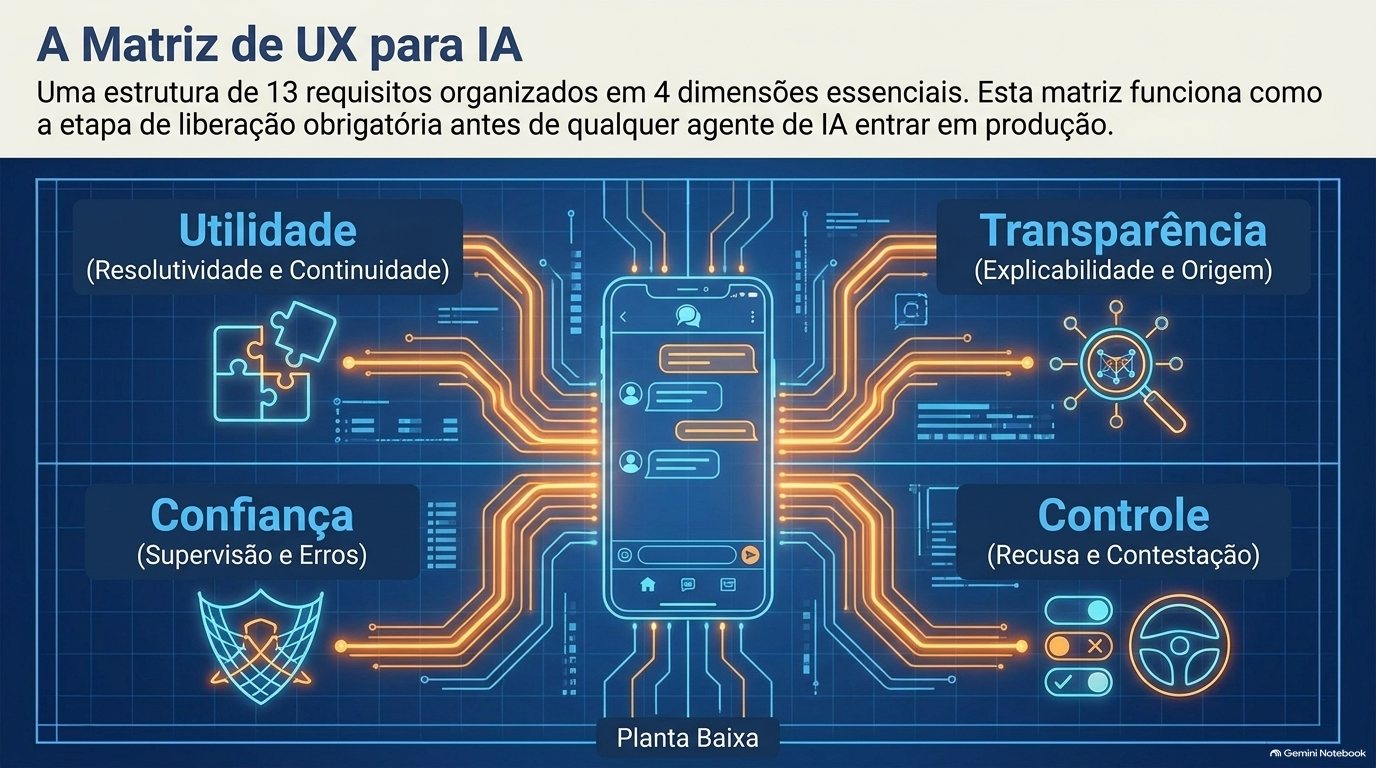 A Matriz de UX para IA
Uma estrutura de 13 requisitos organizados em 4 dimensões essenciais. Esta matriz funciona como
a etapa de liberação obrigatória antes de qualquer agente de IA entrar em produção.
Utilidade
(Resolutividade e Continuidade)
Transparência
(Explicabilidade e Origem)
Confiança
(Supervisão e Erros)
Controle
(Recusa e Contestação)
Planta Baixa
Gemini Notebook